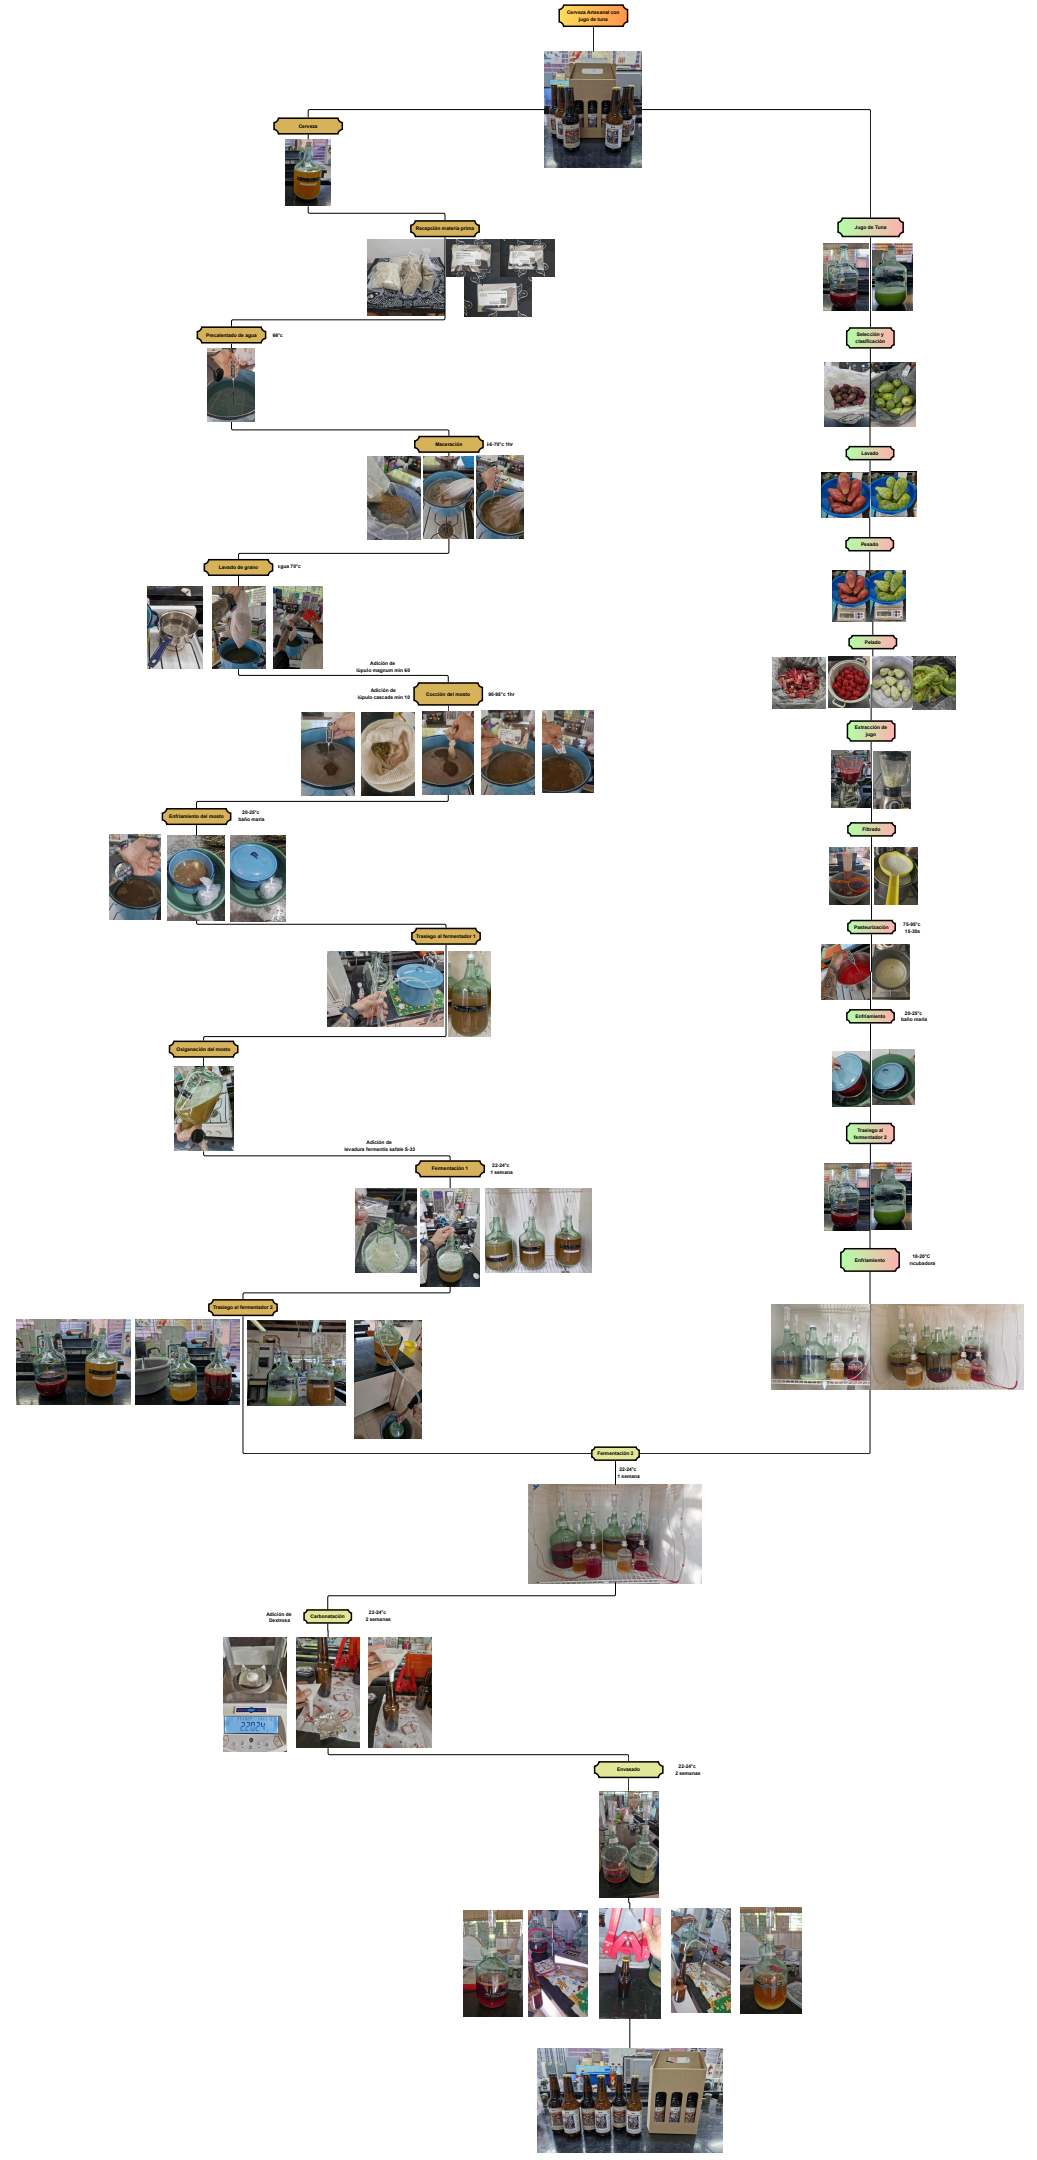 Cerveza Artesanal con
jugo de tuna
Cerveza
Recepción materia prima
Precalentado de agua
66°c
Maceración
66-70°c 1hr
Lavado de grano
agua 70°c
Adición de
lúpulo magnum min 60
Adición de
lúpulo cascade min 10
Cocción del mosto
90-95°c 1hr
Enfriamiento del mosto
20-25°c
baño maria
Trasiego al fermentador 1
Oxigenación del mosto
Adición de
levadura fermentis safale S-33
Fermentación 1
22-24°c
1 semana
Trasiego al fermentador 2
Jugo de Tuna
Selección y
clasificación
Lavado
Pesado
Pelado
Extracción de
jugo
Filtrado
Pasteurización
75-95°c
15-30s
Enfriamiento
20-25°c
baño maria
Trasiego al
fermentador 2
Enfriamiento
18-20°C
incubadora
Fermentación 2
22-24°c
1 semana
Adición de
Dextrosa
Carbonatación
22-24°c
2 semanas
Envasado
22-24°c
2 semanas